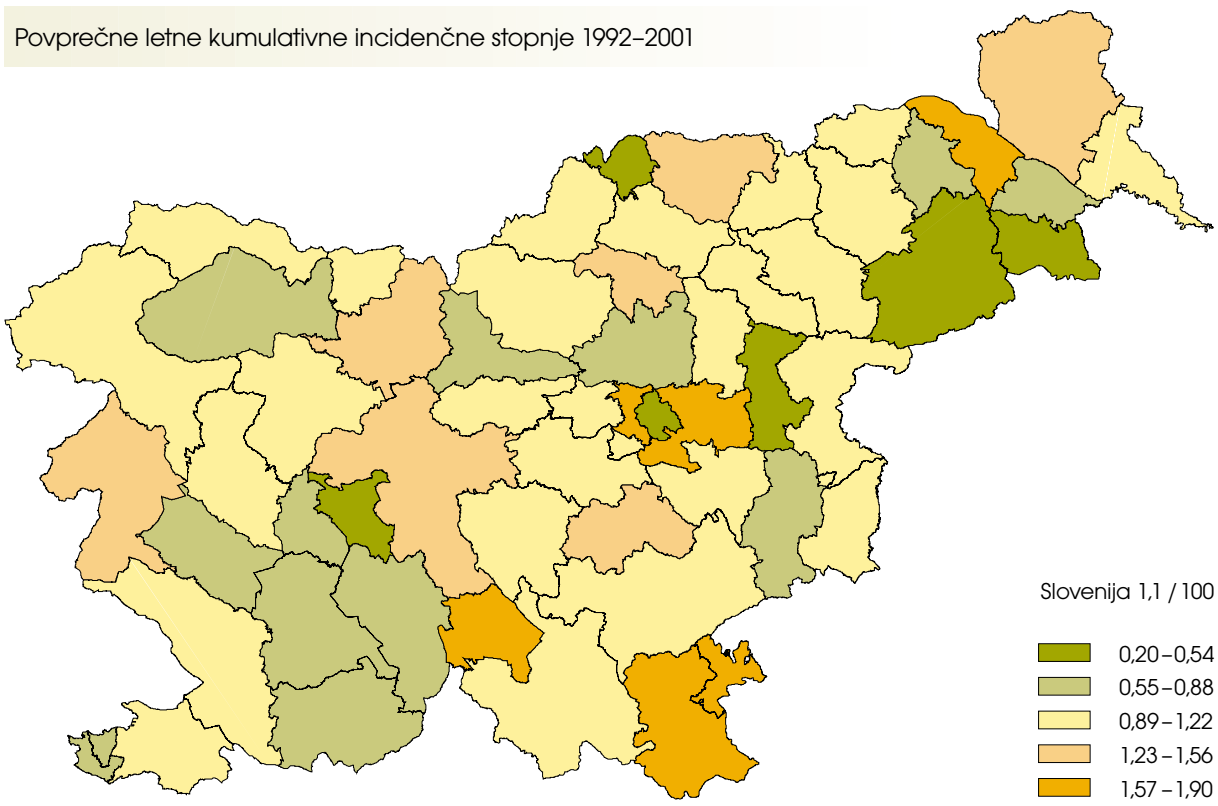 Povprečne letne kumulativne incidenčne stopnje 1992–2001
Slovenija 1,1 / 100
0,20–0,54
0,55–0,88
0,89–1,22
1,23–1,56
1,57–1,90